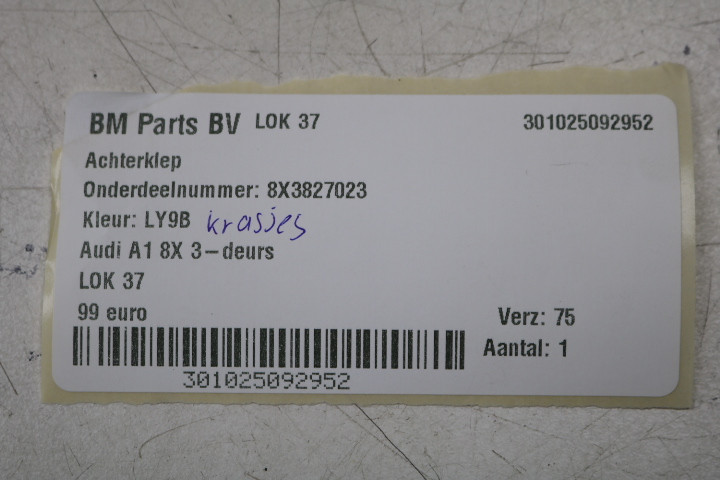 BM Parts BV LOK 37 301025092952
Achterklep
Onderdeelnummer: 8X3827023
Kleur: LY9B krasjes
Audi A1 8X 3-deurs
LOK 37
99 euro Verz: 75
Aantal: 1
301025092952